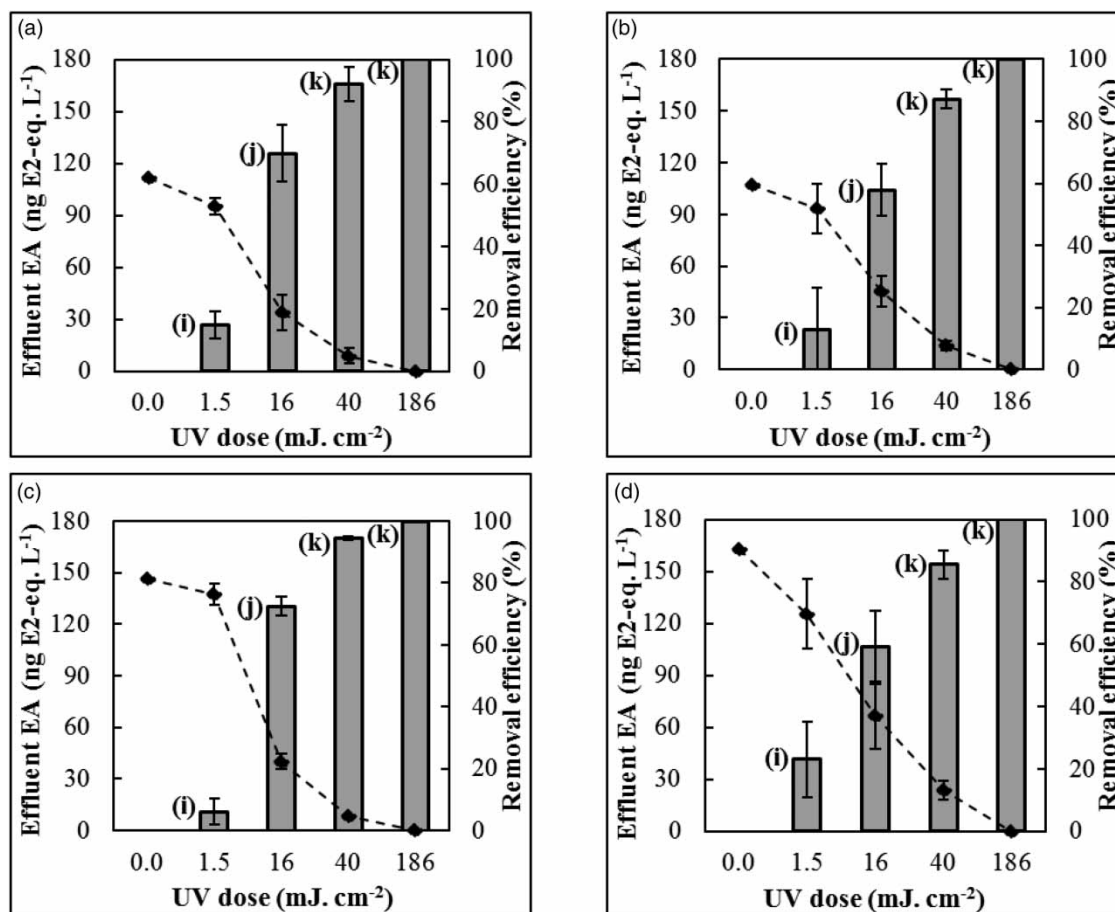 (a)
Effluent EA (ng E2-eq. L-1)
180
150
120
90
60
30
0
(i)
(j)
(k)
(k)
100
80
60
40
20
0
Removal efficiency (%)
0.0 1.5 16 40 186
UV dose (mJ. cm-2)
(b)
Effluent EA (ng E2-eq. L-1)
180
150
120
90
60
30
0
(i)
(j)
(k)
(k)
100
80
60
40
20
0
Removal efficiency (%)
0.0 1.5 16 40 186
UV dose (mJ. cm-2)
(c)
Effluent EA (ng E2-eq. L-1)
180
150
120
90
60
30
0
(i)
(j)
(k)
(k)
100
80
60
40
20
0
Removal efficiency (%)
0.0 1.5 16 40 186
UV dose (mJ. cm-2)
(d)
Effluent EA (ng E2-eq. L-1)
180
150
120
90
60
30
0
(i)
(j)
(k)
(k)
100
80
60
40
20
0
Removal efficiency (%)
0.0 1.5 16 40 186
UV dose (mJ. cm-2)